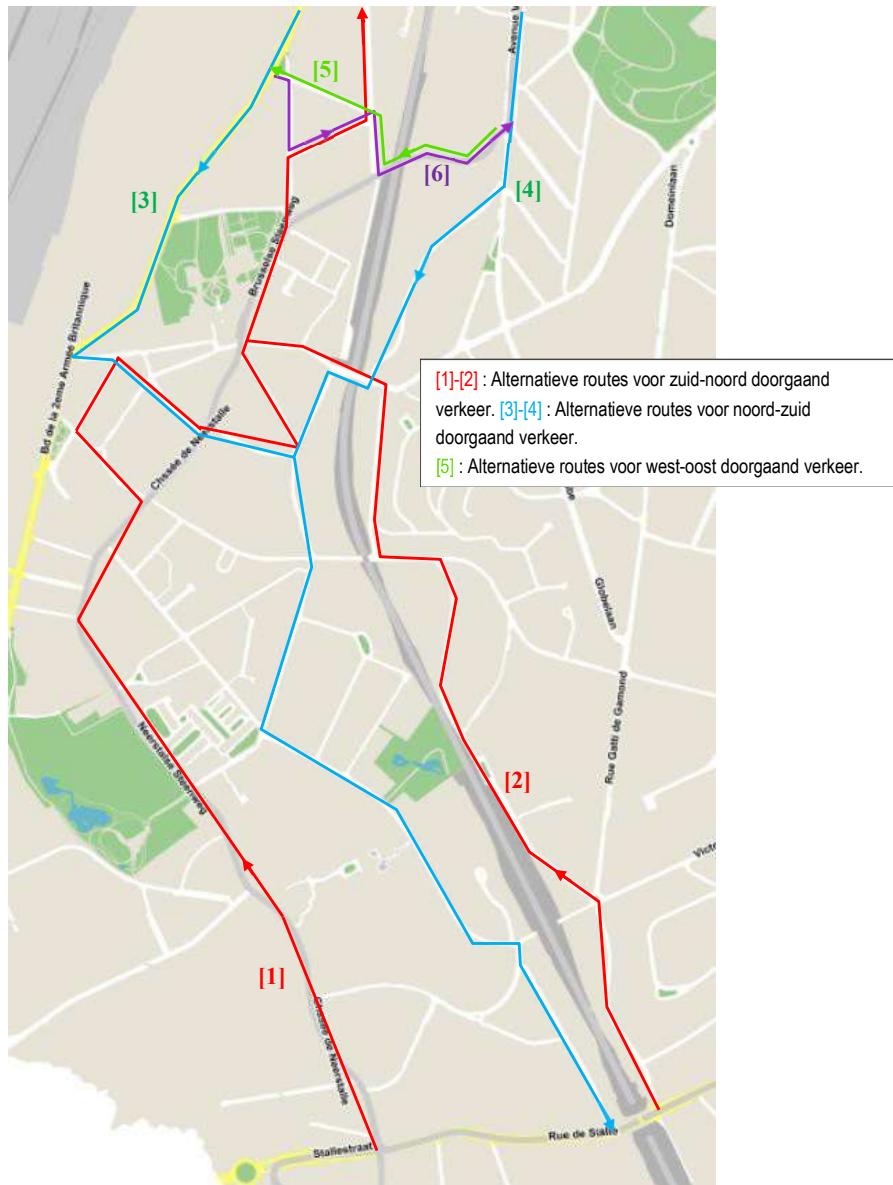 [5]
Avenue
[6]
[3]
[4]
Domeinlaan
Brusselse Steenweg
Bd de la 2eme Armée Britannique
[1]-[2] : Alternatieve routes voor zuid-noord doorgaand
verkeer. [3]-[4] : Alternatieve routes voor noord-zuid
doorgaand verkeer.
[5] : Alternatieve routes voor west-oost doorgaand verkeer.
Chssée de Neerstalle
Globelaan
Rue Gatti de Gamond
Neerstalse Steenweg
[2]
[1]
Chssée de Neerstalle
Rue de Stalle
Stallestraat